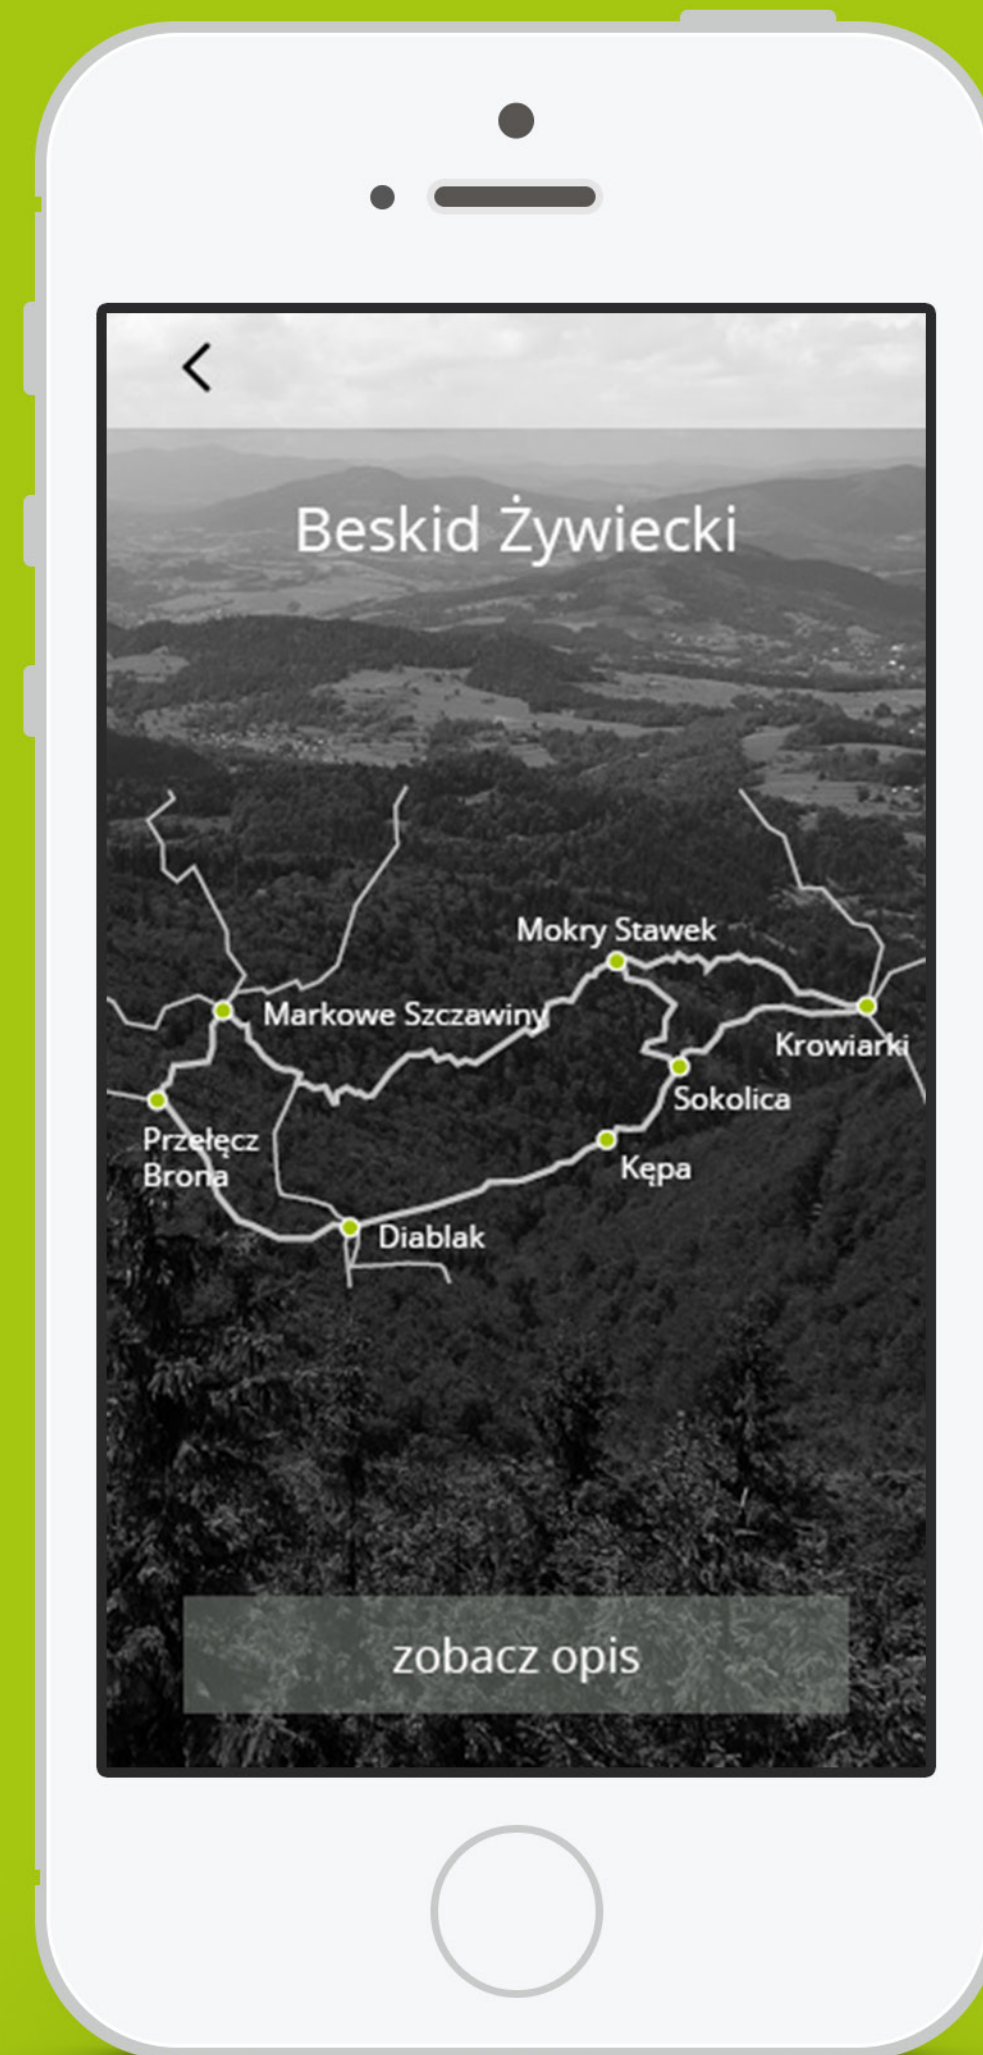 Beskid Żywiecki
Mokry Stawek
Markowe Szczawiny
Krowiarki
Sokolica
Przełęcz
Brona
Kępa
Diablak
zobacz opis